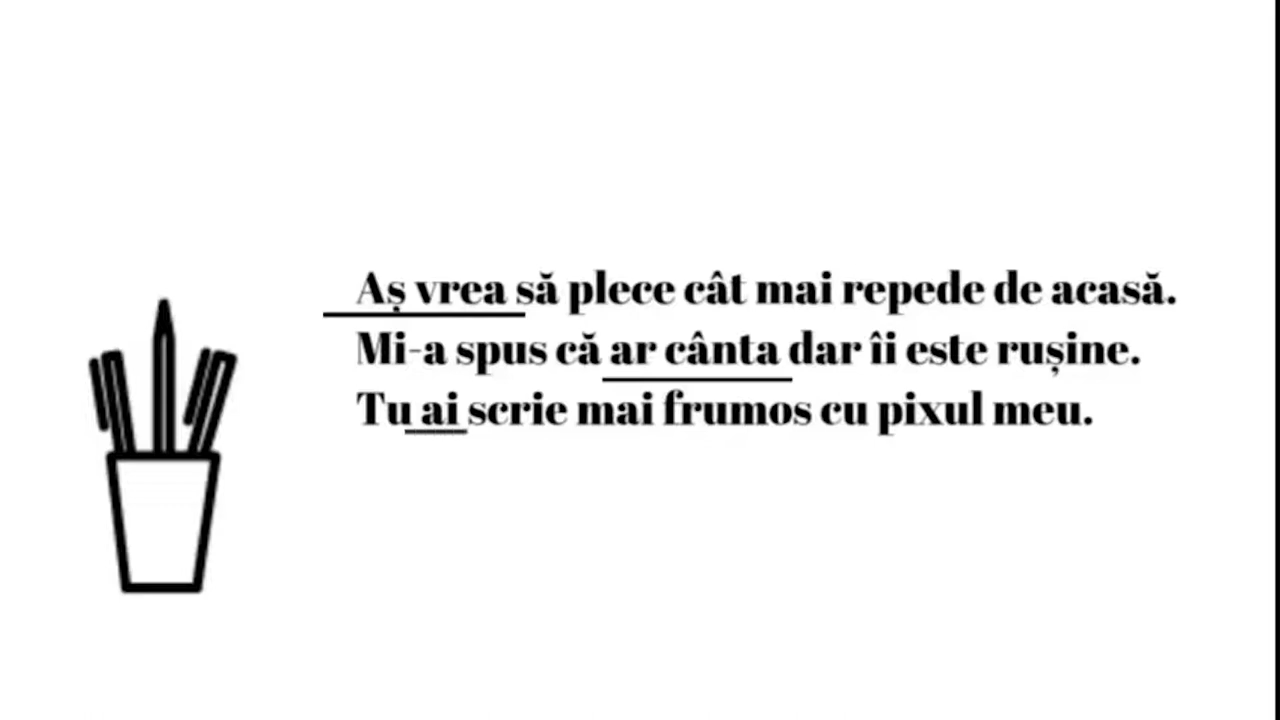 Aș vrea să plece cât mai repede de acasă.
Mi-a spus că ar cânta dar îi este rușine.
Tu ai scrie mai frumos cu pixul meu.